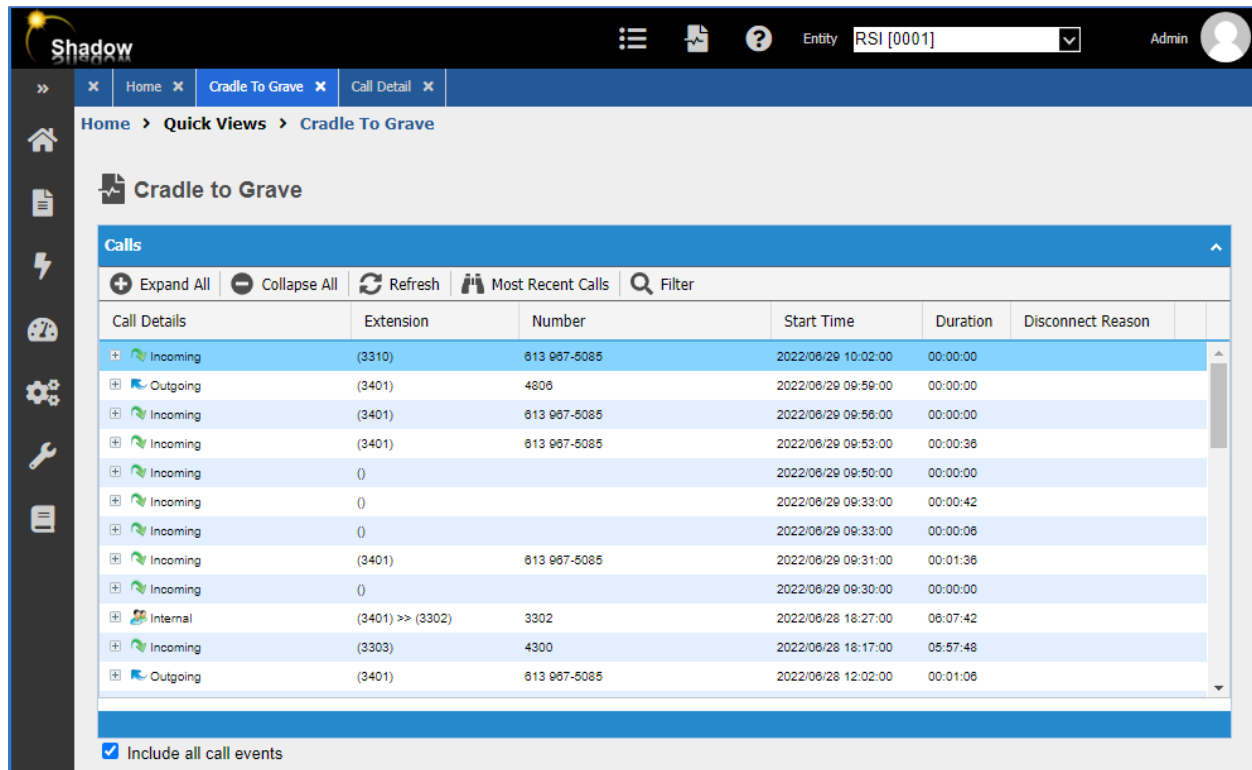 Shadow
Entity RSI [0001] Admin
Home Cradle To Grave Call Detail
Home > Quick Views > Cradle To Grave
Cradle to Grave
Calls
Expand All Collapse All Refresh Most Recent Calls Filter
Call Details Extension Number Start Time Duration Disconnect Reason
Incoming (3310) 613 967-5085 2022/06/29 10:02:00 00:00:00
Outgoing (3401) 4806 2022/06/29 09:59:00 00:00:00
Incoming (3401) 613 967-5085 2022/06/29 09:56:00 00:00:00
Incoming (3401) 613 967-5085 2022/06/29 09:53:00 00:00:36
Incoming () 2022/06/29 09:50:00 00:00:00
Incoming () 2022/06/29 09:33:00 00:00:42
Incoming () 2022/06/29 09:33:00 00:00:06
Incoming (3401) 613 967-5085 2022/06/29 09:31:00 00:01:36
Incoming () 2022/06/29 09:30:00 00:00:00
Internal (3401) >> (3302) 3302 2022/06/28 18:27:00 06:07:42
Incoming (3303) 4300 2022/06/28 18:17:00 05:57:48
Outgoing (3401) 613 967-5085 2022/06/28 12:02:00 00:01:06
Include all call events